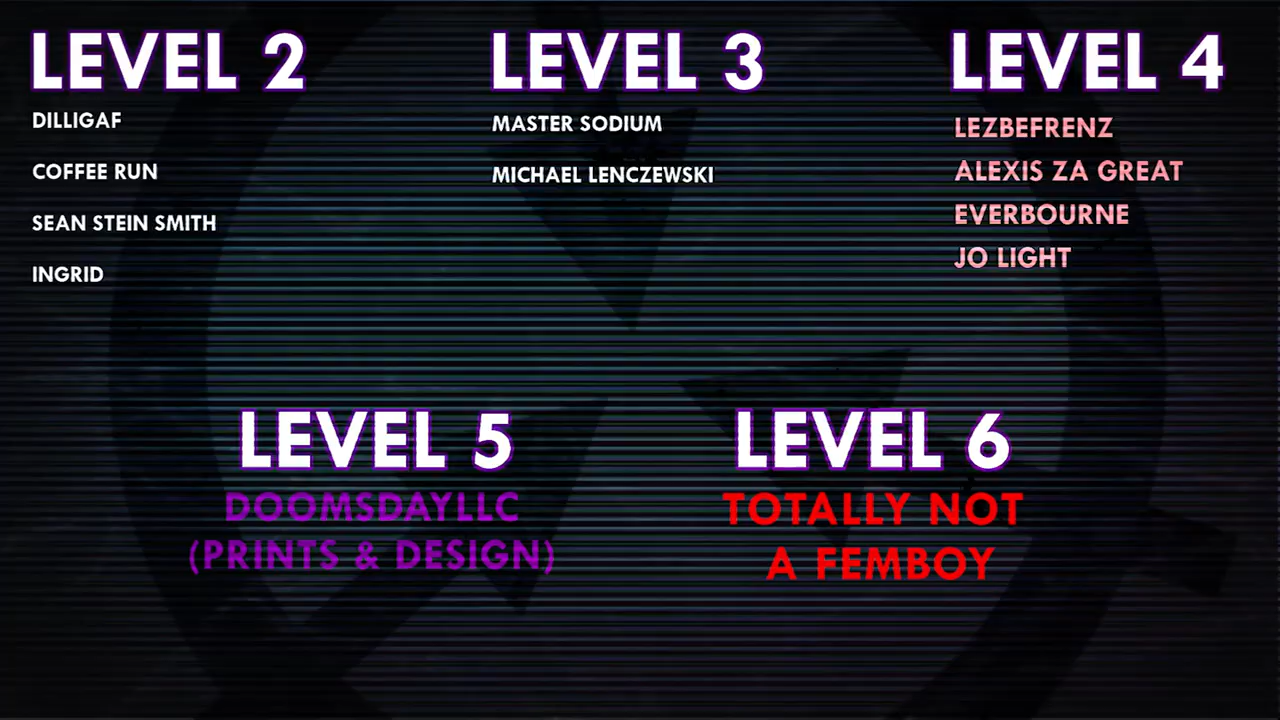 LEVEL 2
DILLIGAF
COFFEE RUN
SEAN STEIN SMITH
INGRID
LEVEL 3
MASTER SODIUM
MICHAEL LENCZEWSKI
LEVEL 4
LEZBEFRENZ
ALEXIS ZA GREAT
EVERBOURNE
JO LIGHT
LEVEL 5
DOOMSDAYLLC
(PRINTS & DESIGN)
LEVEL 6
TOTALLY NOT
A FEMBOY